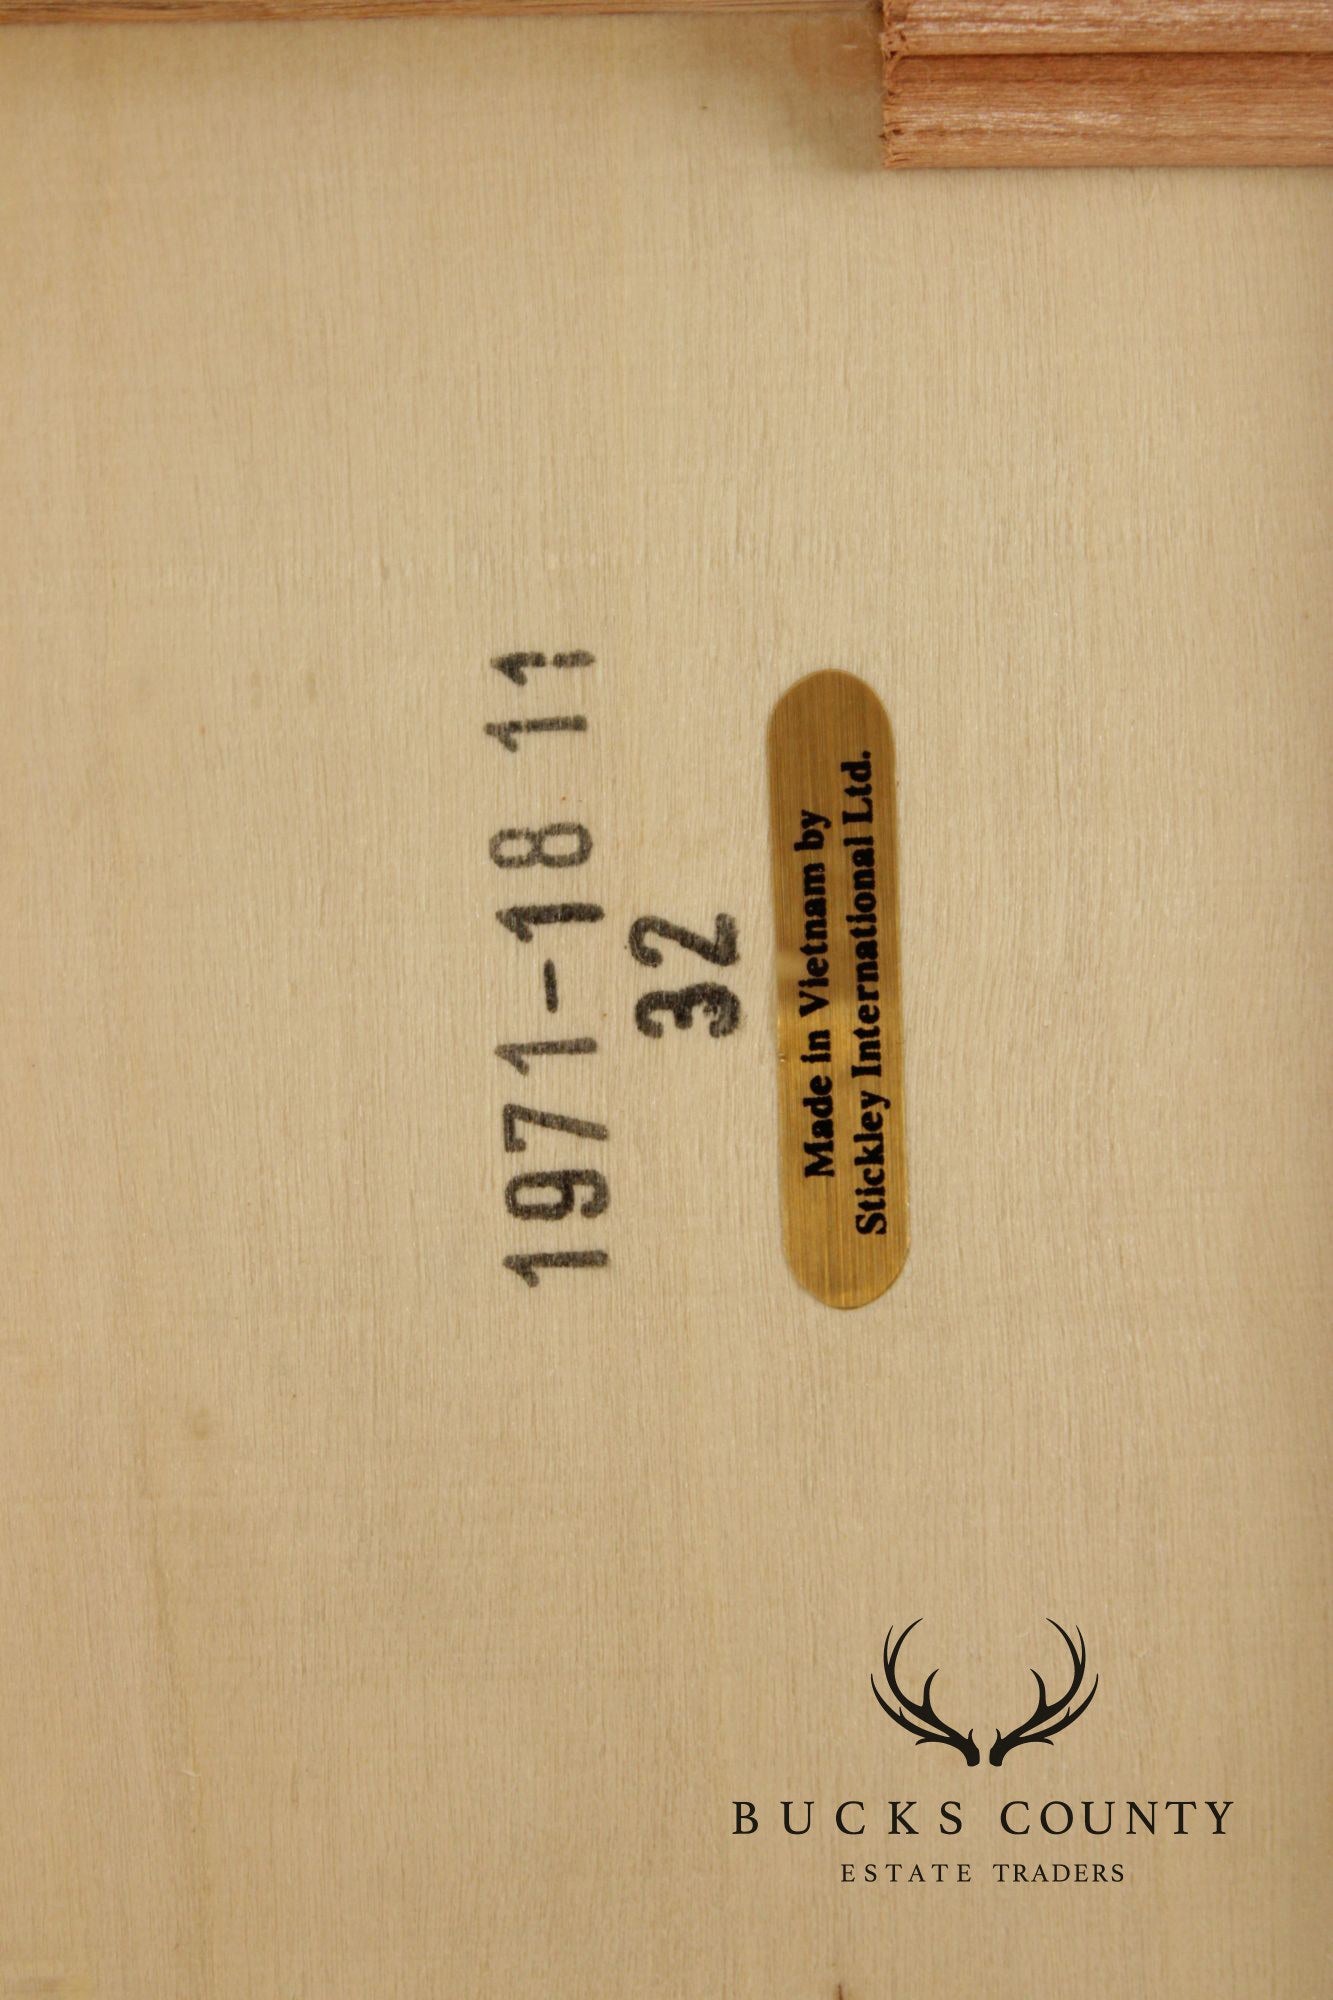 1971-18 11
32
Made in Vietnam by
Stickley International Ltd.
BUCKS COUNTY
ESTATE TRADERS